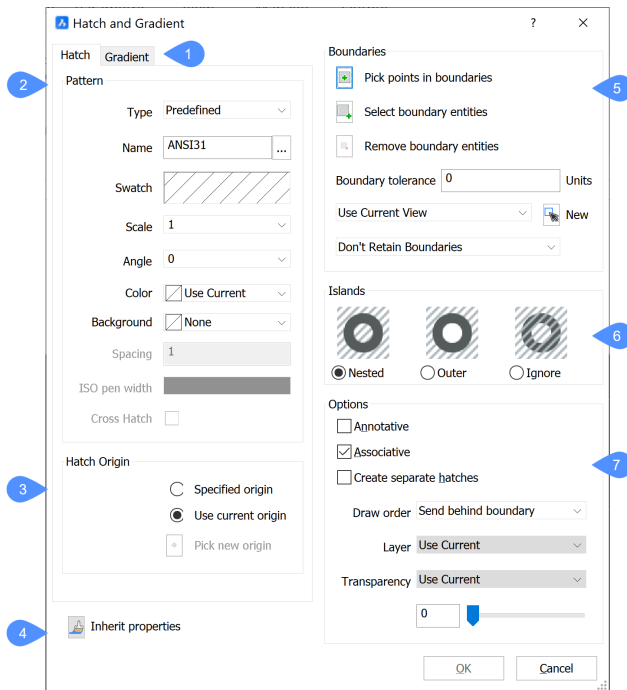 Hatch and Gradient
?
Hatch
Gradient
1
2
Pattern
Type
Predefined
Name
ANSI31
...
Swatch
Scale
1
Angle
0
Color
Use Current
Background
None
Spacing
1
ISO pen width
Cross Hatch
3
Hatch Origin
Specified origin
Use current origin
Pick new origin
4
Inherit properties
Boundaries
5
Pick points in boundaries
Select boundary entities
Remove boundary entities
Boundary tolerance
0
Units
Use Current View
New
Don't Retain Boundaries
Islands
6
Nested
Outer
Ignore
Options
Annotative
Associative
7
Create separate hatches
Draw order
Send behind boundary
Layer
Use Current
Transparency
Use Current
0
OK
Cancel